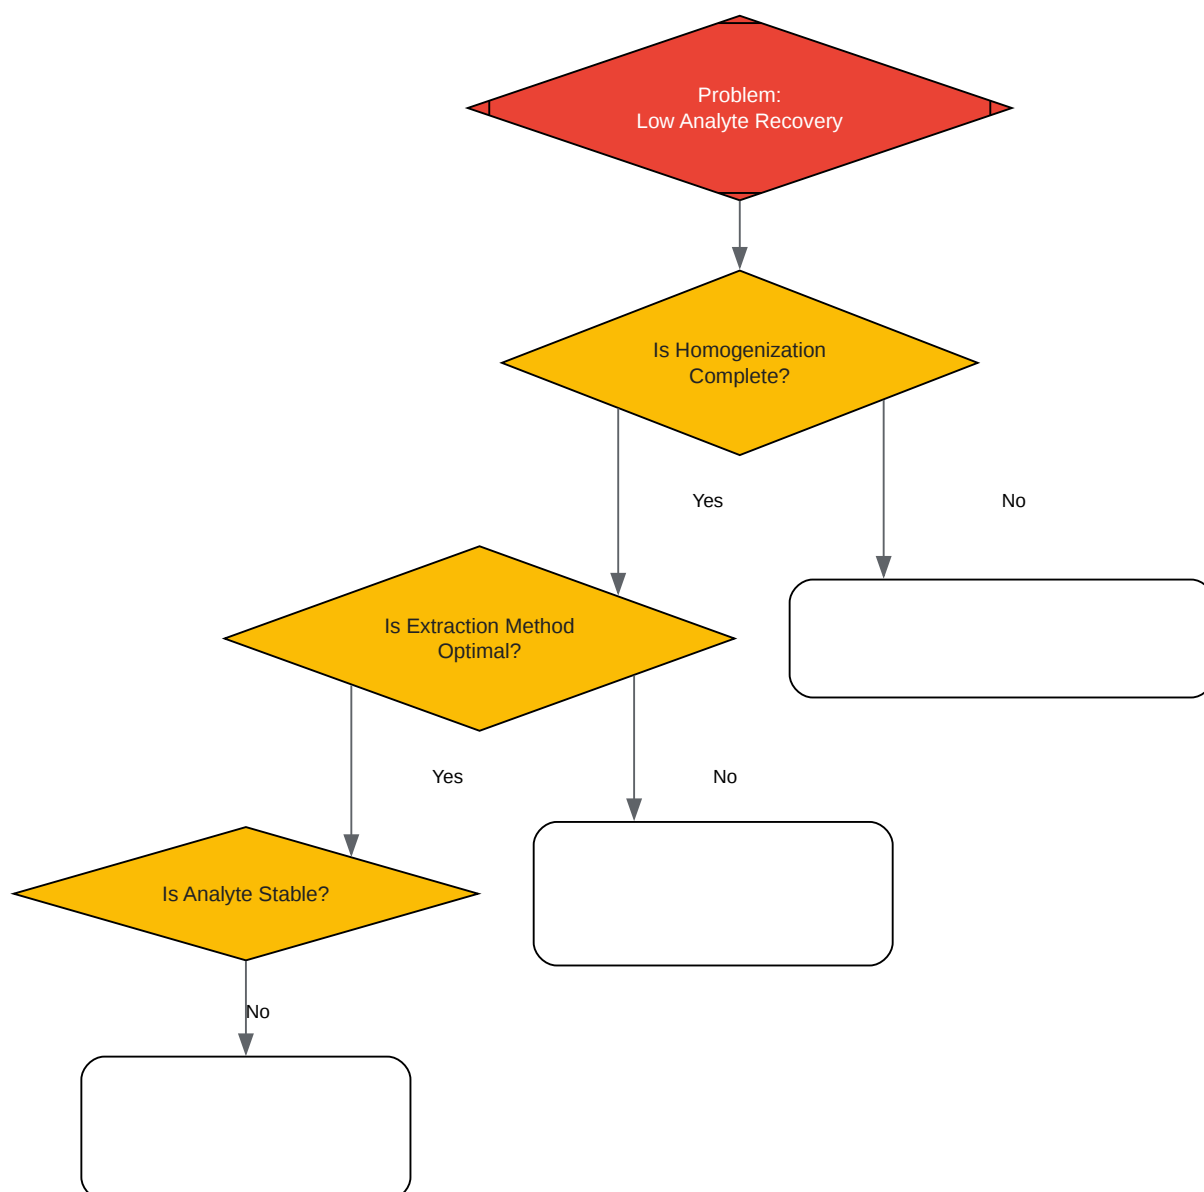 Problem:
Low Analyte Recovery
Is Homogenization
Complete?
Yes
No
Is Extraction Method
Optimal?
Yes
No
Is Analyte Stable?
No